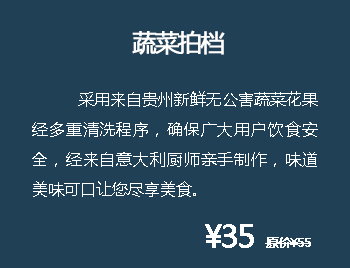 蔬菜拍档
采用来自贵州新鲜无公害蔬菜花果
经多重清洗程序，确保广大用户饮食安
全，经来自意大利厨师亲手制作，味道
美味可口让您尽享美食。
¥35 原价¥55